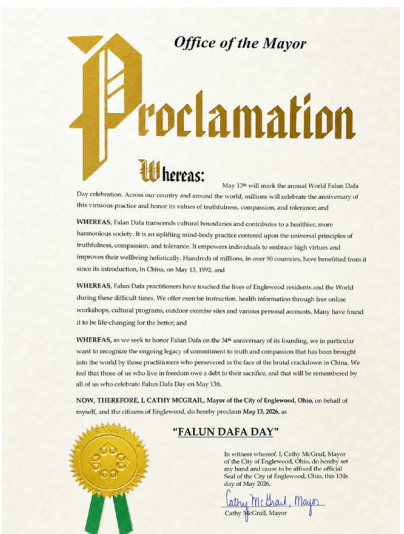 Office of the Mayor
Proclamation
Whereas:
May 13th will mark the annual World Falun Dafa
Day celebration. Across our country and around the world, millions will celebrate the anniversary of
this virtuous practice and honor its values of truthfulness, compassion, and tolerance; and
WHEREAS, Falun Dafa transcends cultural boundaries and contributes to a healthier, more
harmonious society. It is an uplifting mind-body practice centered upon the universal principles of
truthfulness, compassion, and tolerance. It empowers individuals to embrace high virtues and
improves their wellbeing holistically. Hundreds of millions, in over 90 countries, have benefitted from it
since its introduction, in China, on May 13, 1992; and
WHEREAS, Falun Dafa practitioners have touched the lives of Englewood residents and the World
during these difficult times. We offer exercise instruction, health information through free online
workshops, cultural programs, outdoor exercise sites and various personal accounts. Many have found
it to be life-changing for the better; and
WHEREAS, as we seek to honor Falun Dafa on the 34th anniversary of its founding, we in particular
want to recognize the ongoing legacy of commitment to truth and compassion that has been brought
into the world by those practitioners who persevered in the face of the brutal crackdown in China. We
feel that those of us who live in freedom owe a debt to their sacrifice, and that will be remembered by
all of us who celebrate Falun Dafa Day on May 13th.
NOW, THEREFORE, I, CATHY MCGRAIL, Mayor of the City of Englewood, Ohio, on behalf of
myself, and the citizens of Englewood, do hereby proclaim May 13, 2026, as
"FALUN DAFA DAY"
In witness whereof, I, Cathy McGrail, Mayor
of the City of Englewood, Ohio, do hereby set
my hand and cause to be affixed the official
Seal of the City of Englewood, Ohio, this 13th
day of May 2026.
Cathy McGrail, Mayor
Cathy McGrail, Mayor